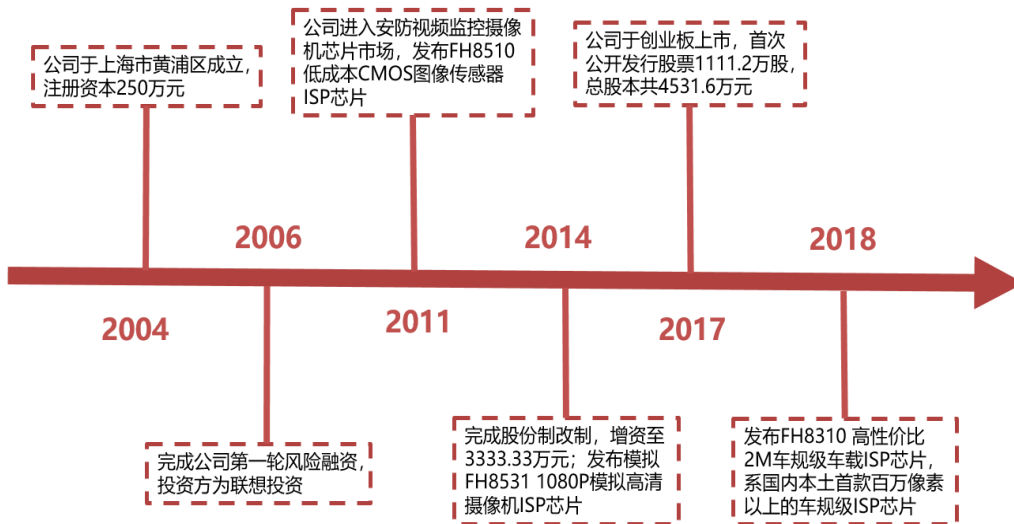 公司于上海市黄浦区成立，
注册资本250万元
公司进入安防视频监控摄像
机芯片市场，发布FH8510
低成本CMOS图像传感器
ISP芯片
公司于创业板上市，首次
公开发行股票1111.2万股，
总股本共4531.6万元
2006
2014
2018
2004
2011
2017
完成公司第一轮风险融资，
投资方为联想投资
完成股份制改制，增资至
3333.33万元；发布模拟
FH8531 1080P模拟高清
摄像机ISP芯片
发布FH8310 高性价比
2M车规级车载ISP芯片，
系国内本土首款百万像素
以上的车规级ISP芯片